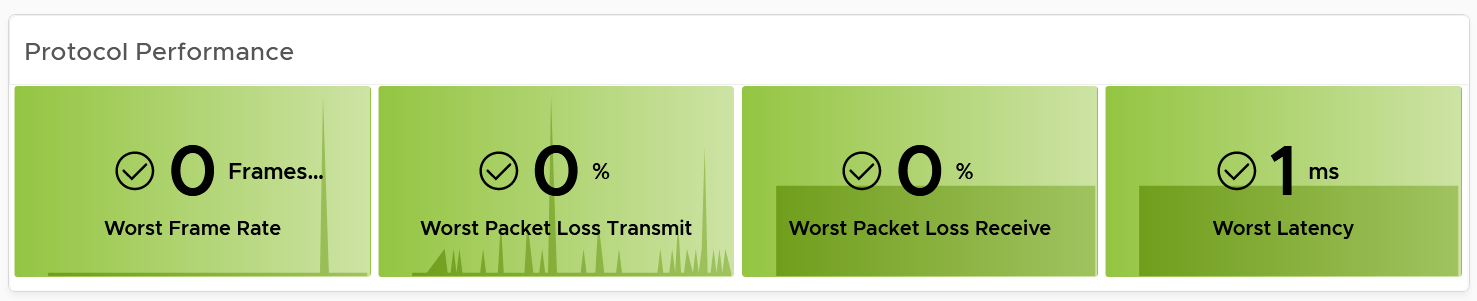 Protocol Performance
0 Frames...
Worst Frame Rate
0 %
Worst Packet Loss Transmit
0 %
Worst Packet Loss Receive
1 ms
Worst Latency